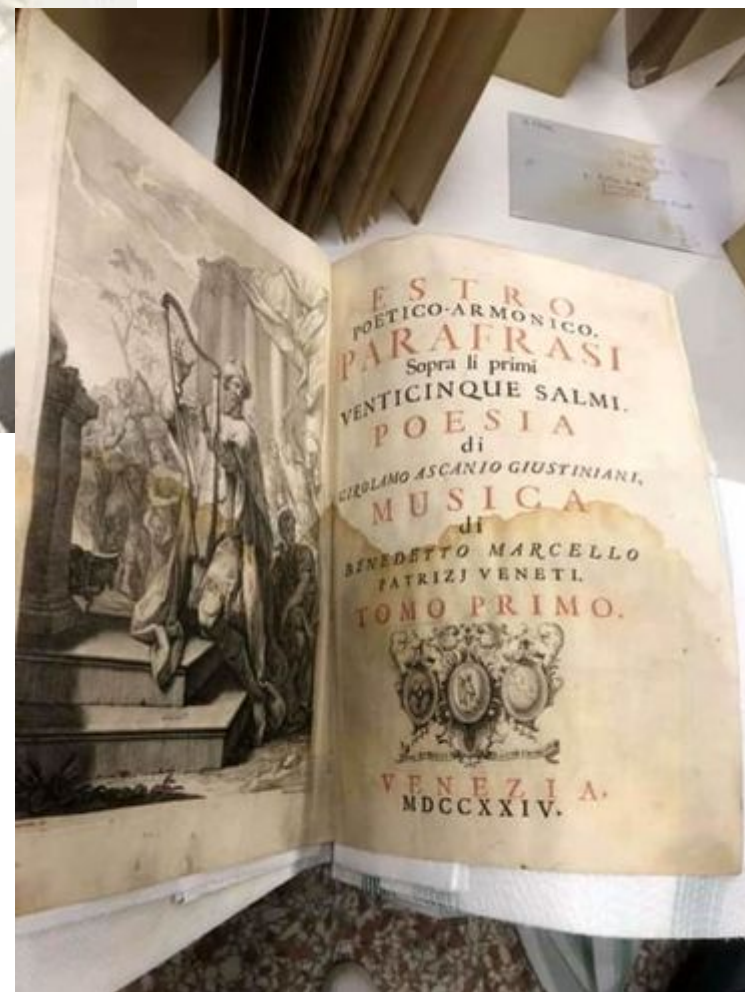 ESTRO
POETICO-ARMONICO.
PARAFRASI
Sopra li primi
VENTICINQUE SALMI.
POESIA
di
GIROLAMO ASCANIO GIUSTINIANI,
MUSICA
di
BENEDETTO MARCELLO
PATRIZJ VENETI.
TOMO PRIMO.
VENEZIA.
MDCCXXIV.